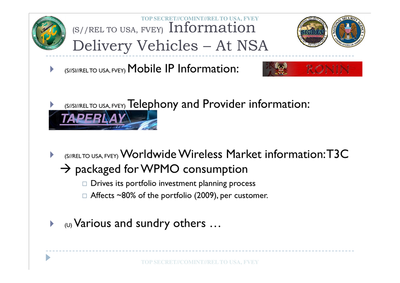 TOP SECRET//COMINT//REL TO USA, FVEY
(S//REL TO USA, FVEY) Information
Delivery Vehicles – At NSA
(S//SI//REL TO USA, FVEY) Mobile IP Information:
(S//SI//REL TO USA, FVEY) Telephony and Provider information:
TAPERLAY
(S//REL TO USA, FVEY) Worldwide Wireless Market information: T3C
→ packaged for WPMO consumption
Drives its portfolio investment planning process
Affects ~80% of the portfolio (2009), per customer.
(U) Various and sundry others …
TOP SECRET//COMINT//REL TO USA, FVEY